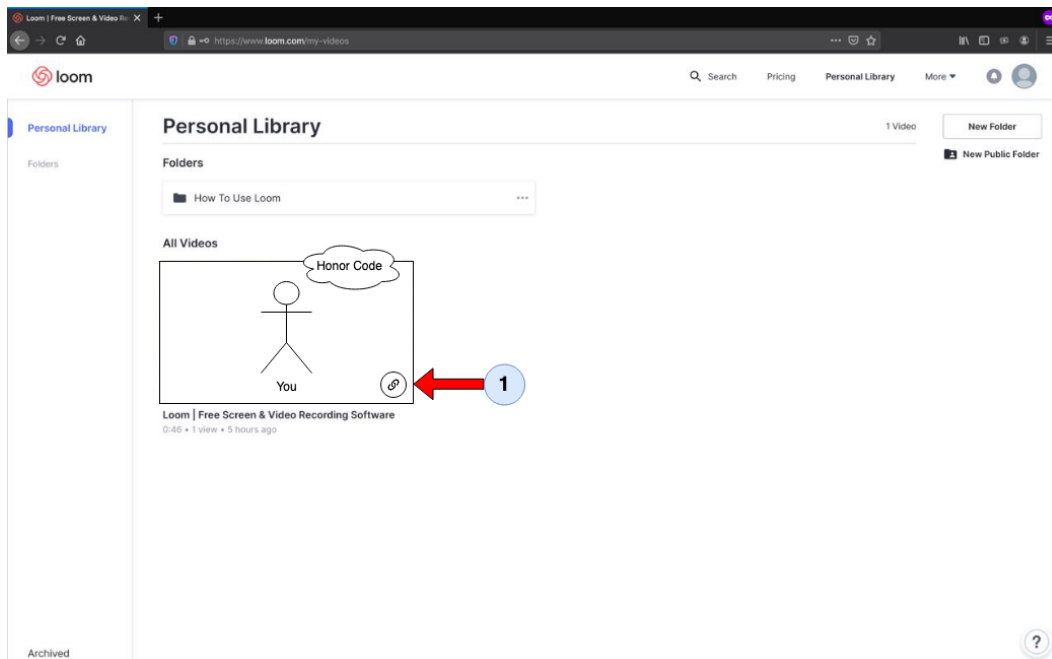 Loom | Free Screen & Video Re
https://www.loom.com/my-videos
loom
Search
Pricing
Personal Library
More
Personal Library
Folders
Personal Library
1 Video
New Folder
New Public Folder
Folders
How To Use Loom
All Videos
Honor Code
You
1
Loom | Free Screen & Video Recording Software
0:46 • 1 view • 5 hours ago
Archived
?